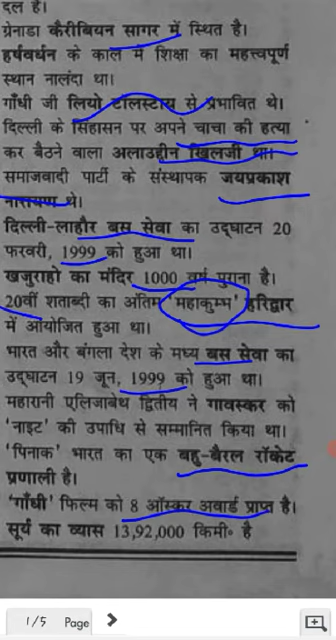 दल है।
ग्रेनाडा कैरीबियन सागर में स्थित है।
हर्षवर्धन के काल में शिक्षा का महत्त्वपूर्ण
स्थान नालंदा था।
गाँधी जी लियो टॉलस्टाय से प्रभावित थे।
दिल्ली के सिंहासन पर अपने चाचा की हत्या
कर बैठने वाला अलाउद्दीन खिलजी था।
समाजवादी पार्टी के संस्थापक जयप्रकाश
नारायण थे।
दिल्ली-लाहौर बस सेवा का उद्घाटन 20
फरवरी, 1999 को हुआ था।
खजुराहो का मंदिर 1000 वर्ष पुराना है।
20वीं शताब्दी का अंतिम 'महाकुम्भ' हरिद्वार
में आयोजित हुआ था।
भारत और बंगला देश के मध्य बस सेवा का
उद्घाटन 19 जून, 1999 को हुआ था।
महारानी एलिजाबेथ द्वितीय ने गावस्कर को
'नाइट' की उपाधि से सम्मानित किया था।
'पिनाक' भारत का एक बहु-बैरल रॉकेट
प्रणाली है।
'गाँधी' फिल्म को 8 ऑस्कर अवार्ड प्राप्त है।
सूर्य का व्यास 13,92,000 किमी॰ है
1/5 Page